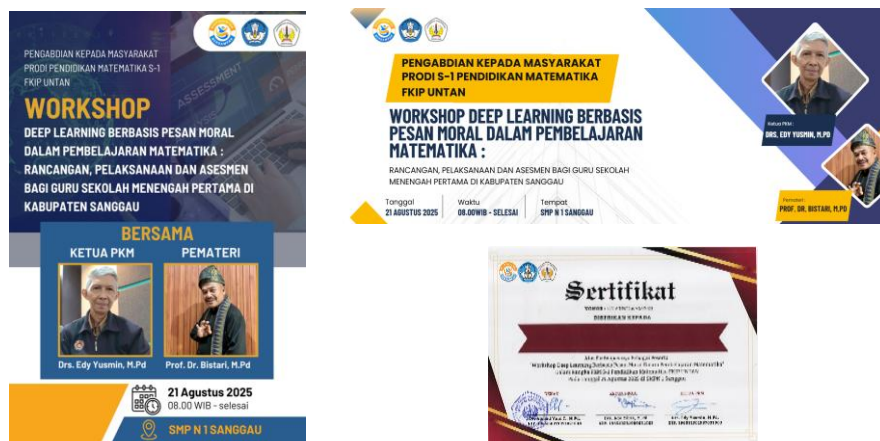 PENGABDIAN KEPADA MASYARAKAT
PRODI PENDIDIKAN MATEMATIKA S-1
FKIP UNTAN
WORKSHOP
DEEP LEARNING BERBASIS PESAN MORAL
DALAM PEMBELAJARAN MATEMATIKA :
RANCANGAN, PELAKSANAAN DAN ASESMEN
BAGI GURU SEKOLAH MENENGAH PERTAMA DI
KABUPATEN SANGGAU
ASSESSMENT
BERSAMA
KETUA PKM PEMATERI
Drs. Edy Yusmin, M.Pd Prof. Dr. Bistari, M.Pd
21 Agustus 2025
08.00 WIB - selesai
SMP N 1 SANGGAU
PENGABDIAN KEPADA MASYARAKAT
PRODI S-1 PENDIDIKAN MATEMATIKA
FKIP UNTAN
WORKSHOP DEEP LEARNING BERBASIS
PESAN MORAL DALAM PEMBELAJARAN
MATEMATIKA :
RANCANGAN, PELAKSANAAN DAN ASESMEN BAGI GURU SEKOLAH
MENENGAH PERTAMA DI KABUPATEN SANGGAU
Tanggal Waktu Tempat
21 AGUSTUS 2025 08.00WIB - SELESAI SMP N 1 SANGGAU
Ketua PKM :
DRS. EDY YUSMIN, M.PD
Pemateri :
PROF. DR. BISTARI, M.PD
Sertifikat
DIBERIKAN KEPADA